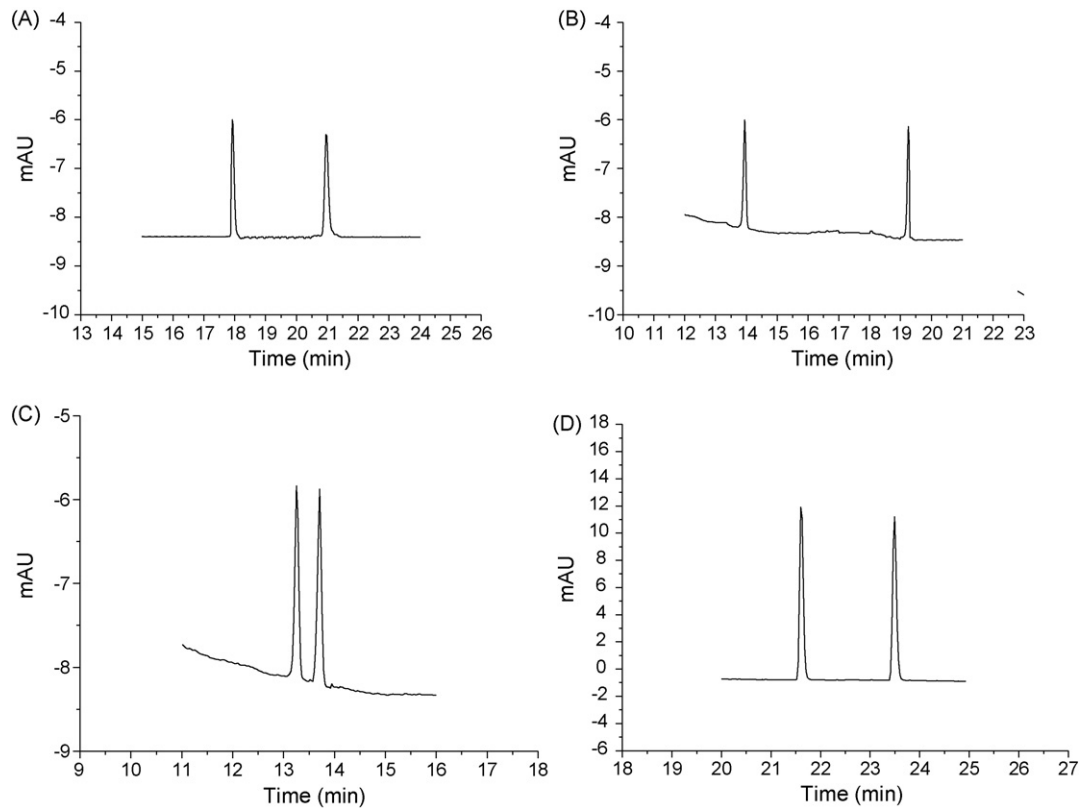 (A)
-4
-5
-6
-7
-8
-9
-10
mAU
13 14 15 16 17 18 19 20 21 22 23 24 25 26
Time (min)
(B)
-4
-5
-6
-7
-8
-9
-10
mAU
10 11 12 13 14 15 16 17 18 19 20 21 22 23
Time (min)
(C)
-5
-6
-7
-8
-9
mAU
9 10 11 12 13 14 15 16 17 18
Time (min)
(D)
18
16
14
12
10
8
6
4
2
0
-2
-4
-6
mAU
18 19 20 21 22 23 24 25 26 27
Time (min)